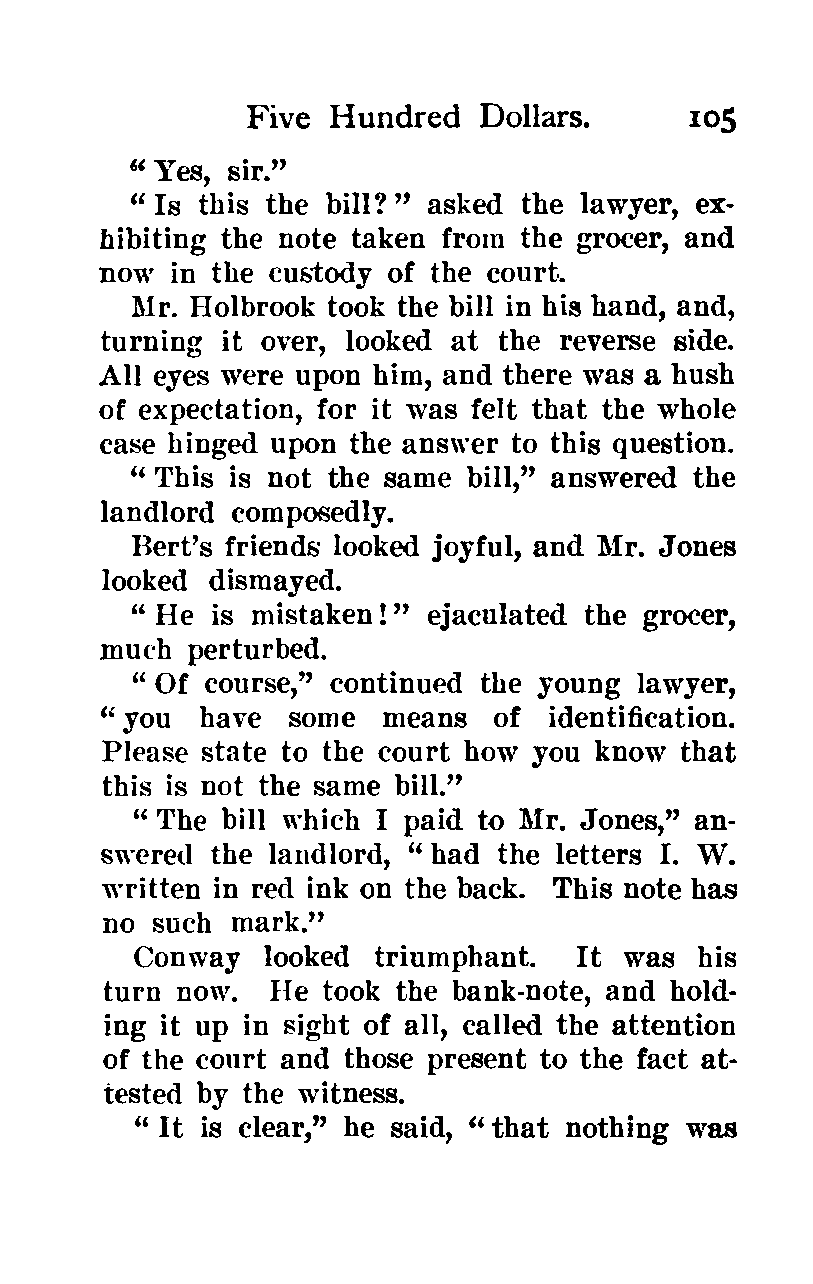 Five Hundred Dollars. 105
“Yes, sir.”
“Is this the bill?” asked the lawyer, ex-
hibiting the note taken from the grocer, and
now in the custody of the court.
Mr. Holbrook took the bill in his hand, and,
turning it over, looked at the reverse side.
All eyes were upon him, and there was a hush
of expectation, for it was felt that the whole
case hinged upon the answer to this question.
“This is not the same bill,” answered the
landlord composedly.
Bert’s friends looked joyful, and Mr. Jones
looked dismayed.
“He is mistaken!” ejaculated the grocer,
much perturbed.
“Of course,” continued the young lawyer,
“you have some means of identification.
Please state to the court how you know that
this is not the same bill.”
“The bill which I paid to Mr. Jones,” an-
swered the landlord, “had the letters I. W.
written in red ink on the back. This note has
no such mark.”
Conway looked triumphant. It was his
turn now. He took the bank-note, and hold-
ing it up in sight of all, called the attention
of the court and those present to the fact at-
tested by the witness.
“It is clear,” he said, “that nothing was